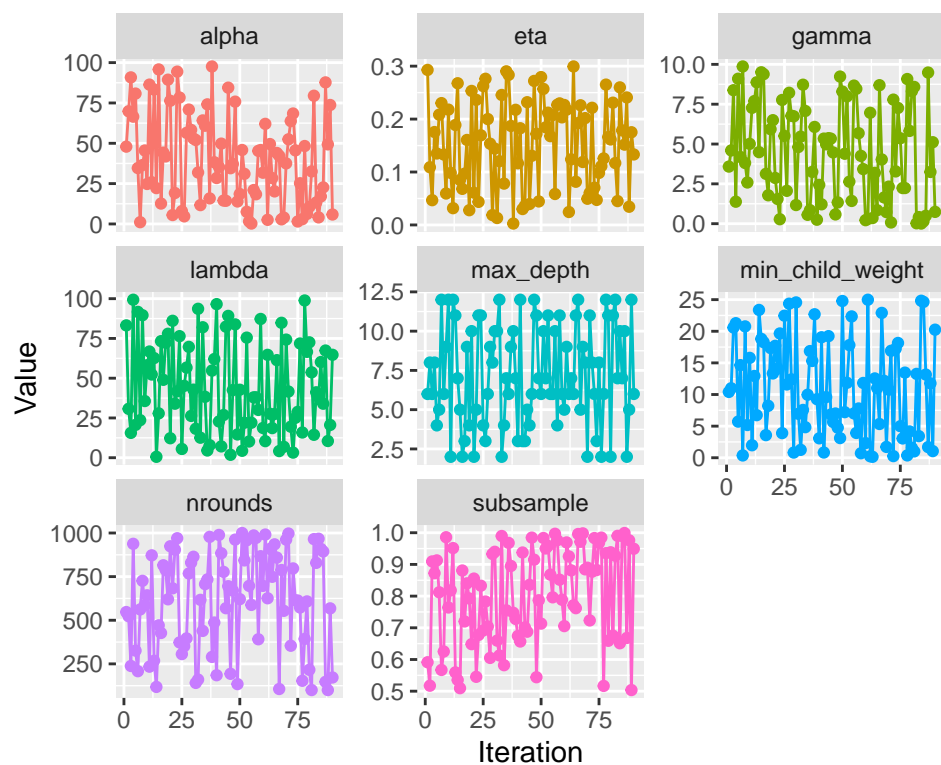 alpha eta gamma
100 0.3 10.0
75 7.5
0.2
50 5.0
0.1
25 2.5
0 0.0 0.0
lambda max_depth min_child_weight
100 12.5 25
75 10.0 20
15
50 7.5
10
25 5.0
5
0 2.5 0
0 25 50 75
nrounds subsample
1000 1.0
0.9
750
0.8
500 0.7
250 0.6
0.5
0 25 50 75 0 25 50 75
Value
Iteration